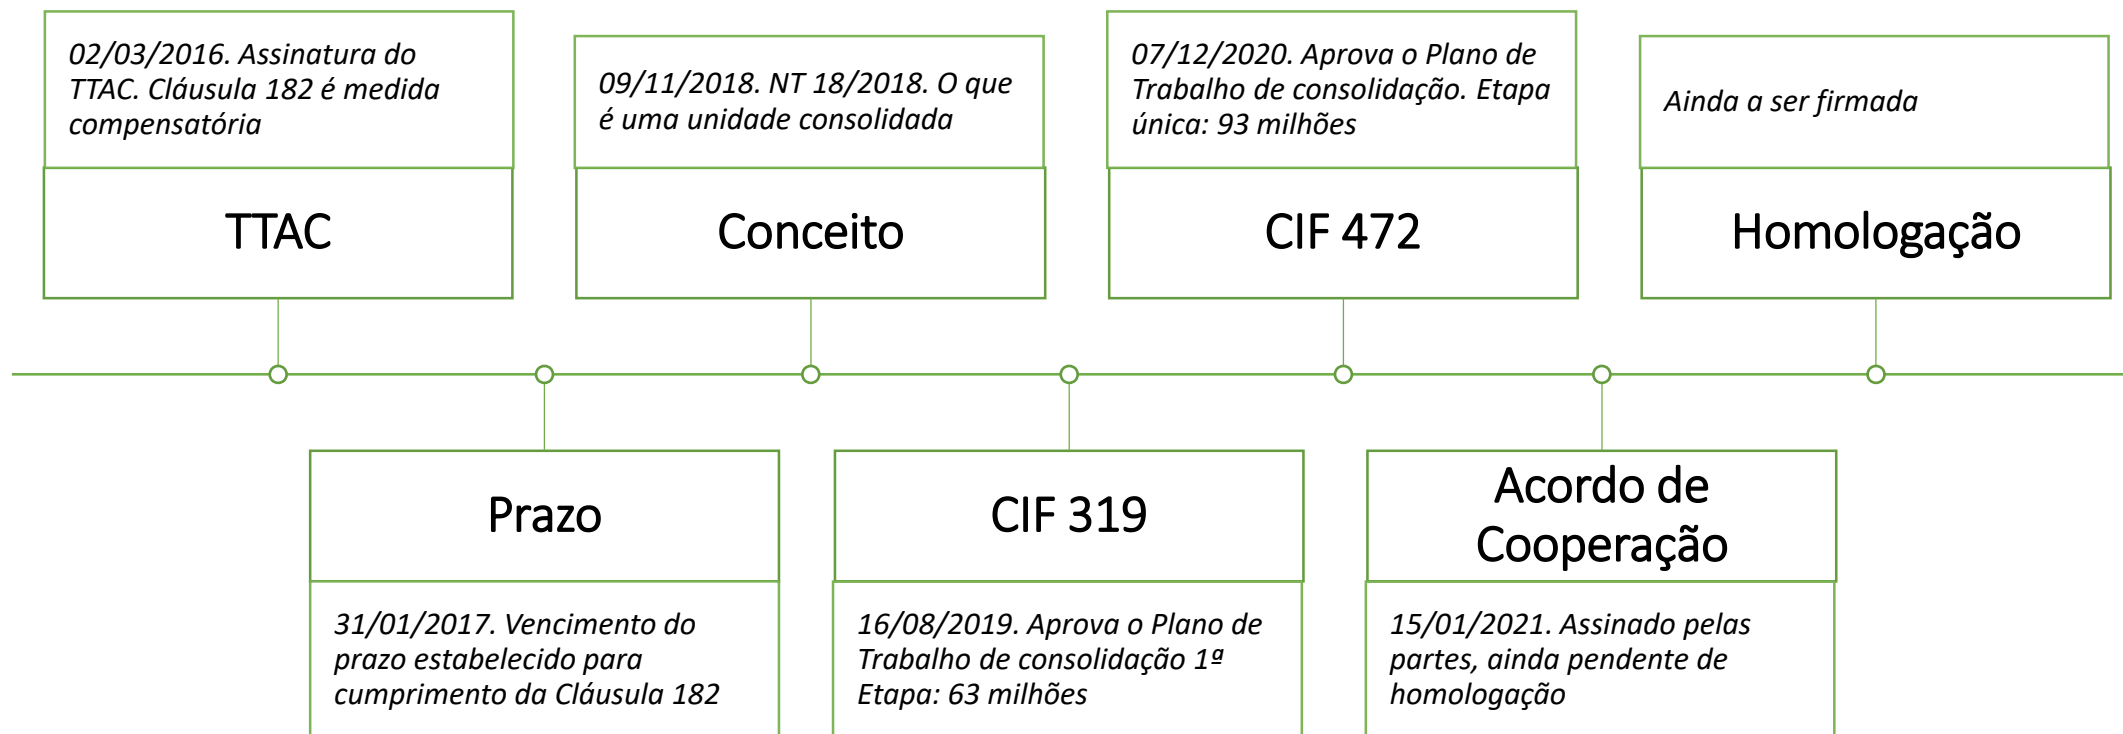 02/03/2016. Assinatura do
TTAC. Cláusula 182 é medida
compensatória
TTAC
09/11/2018. NT 18/2018. O que
é uma unidade consolidada
Conceito
07/12/2020. Aprova o Plano de
Trabalho de consolidação. Etapa
única: 93 milhões
CIF 472
Ainda a ser firmada
Homologação
Prazo
31/01/2017. Vencimento do
prazo estabelecido para
cumprimento da Cláusula 182
CIF 319
16/08/2019. Aprova o Plano de
Trabalho de consolidação 1ª
Etapa: 63 milhões
Acordo de
Cooperação
15/01/2021. Assinado pelas
partes, ainda pendente de
homologação